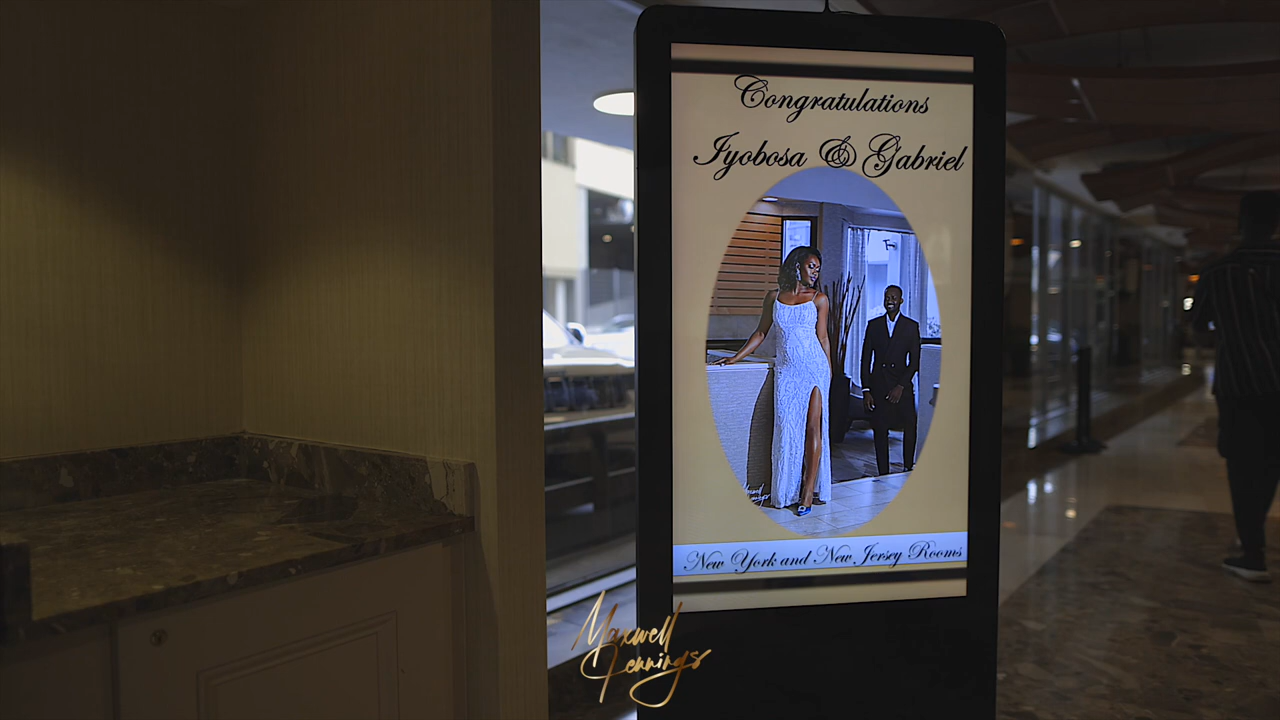 Congratulations
Iyobosa & Gabriel
New York and New Jersey Rooms
Maxwell
Jennings